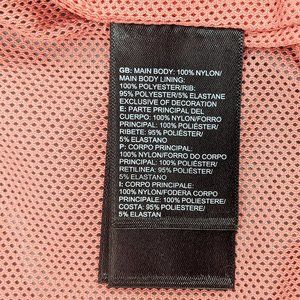 GB: MAIN BODY: 100% NYLON/
MAIN BODY LINING:
100% POLYESTER/RIB:
95% POLYESTER/5% ELASTANE
EXCLUSIVE OF DECORATION
E: PARTE PRINCIPAL DEL
CUERPO: 100% NYLON/FORRO
PRINCIPAL: 100% POLIÉSTER/
RIBETE: 95% POLIÉSTER/
5% ELASTANO
P: CORPO PRINCIPAL:
100% NYLON/FORRO DO CORPO
PRINCIPAL: 100% POLIÉSTER/
RETILINEA: 95% POLIÉSTER/
5% ELASTANO
I: CORPO PRINCIPALE:
100% NYLON/FODERA CORPO
PRINCIPALE: 100% POLIESTERE/
COSTA: 95% POLIESTERE/
5% ELASTAN